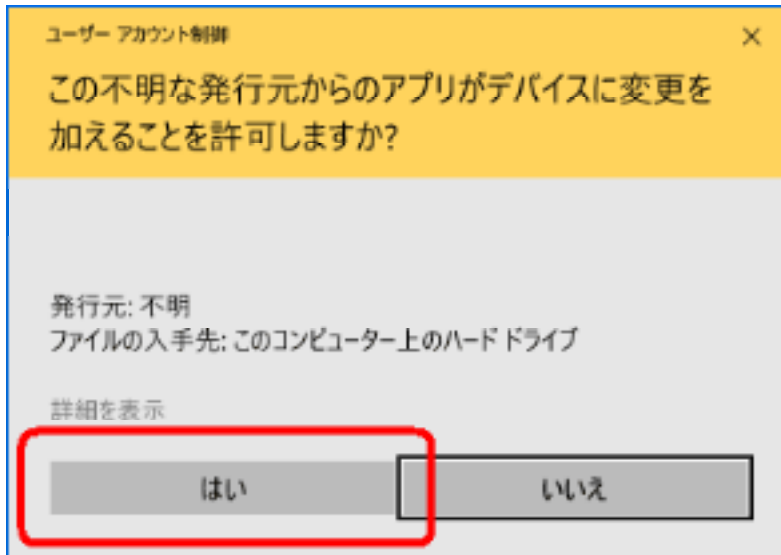 ユーザー アカウント制御
この不明な発行元からのアプリがデバイスに変更を
加えることを許可しますか?
発行元: 不明
ファイルの入手先: このコンピューター上のハード ドライブ
詳細を表示
はい
いいえ